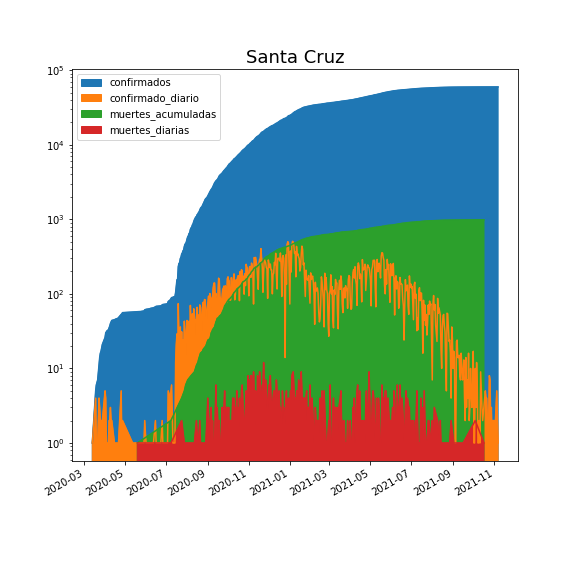 Santa Cruz
confirmados
confirmado_diario
muertes_acumuladas
muertes_diarias
10^5
10^4
10^3
10^2
10^1
10^0
2020-03 2020-05 2020-07 2020-09 2020-11 2021-01 2021-03 2021-05 2021-07 2021-09 2021-11